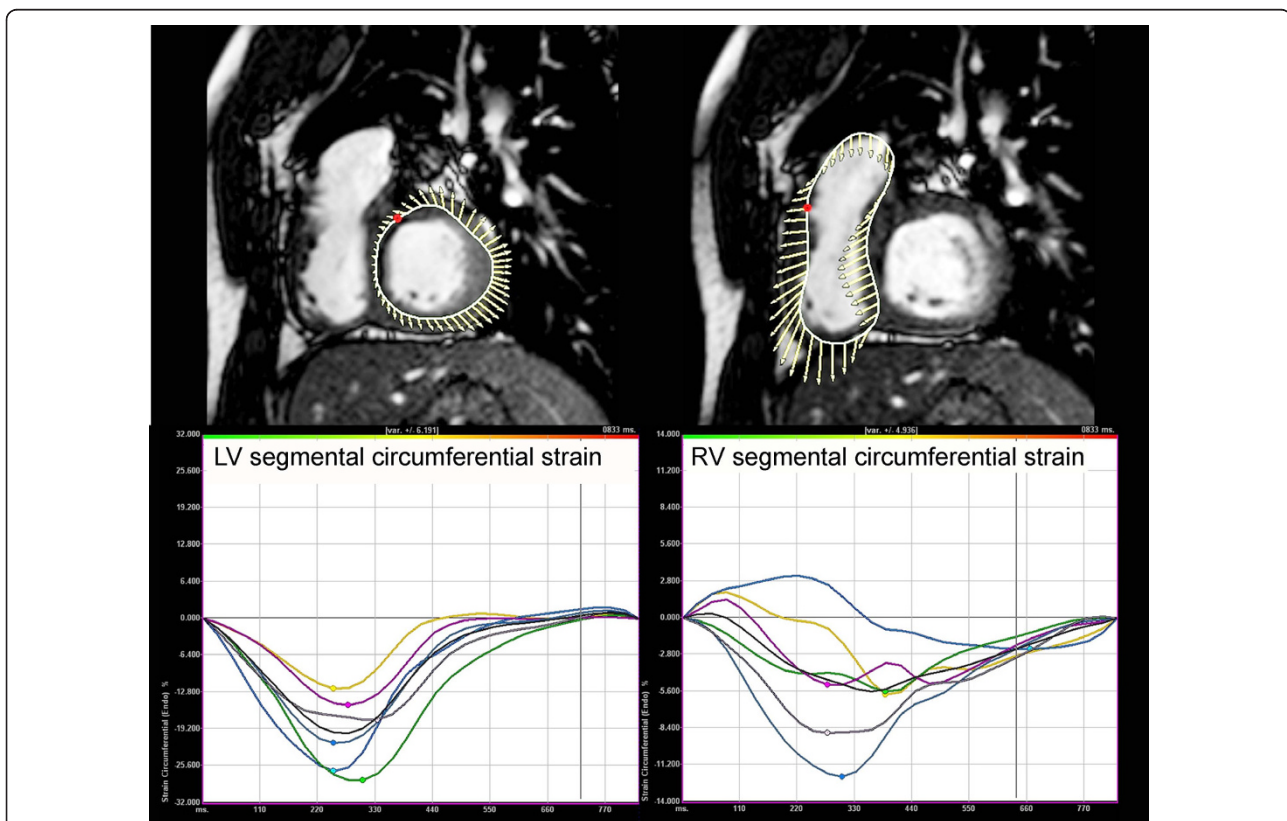 |var. +/- 6.191| 0833 ms.
LV segmental circumferential strain
32.000
25.600
19.200
12.800
6.400
0.000
-6.400
-12.800
-19.200
-25.600
-32.000
Strain Circumferential (Endo) %
ms. 110 220 330 440 550 660 770
|var. +/- 4.936| 0833 ms.
RV segmental circumferential strain
14.000
11.200
8.400
5.600
2.800
0.000
-2.800
-5.600
-8.400
-11.200
-14.000
Strain Circumferential (Endo) %
ms. 110 220 330 440 550 660 770